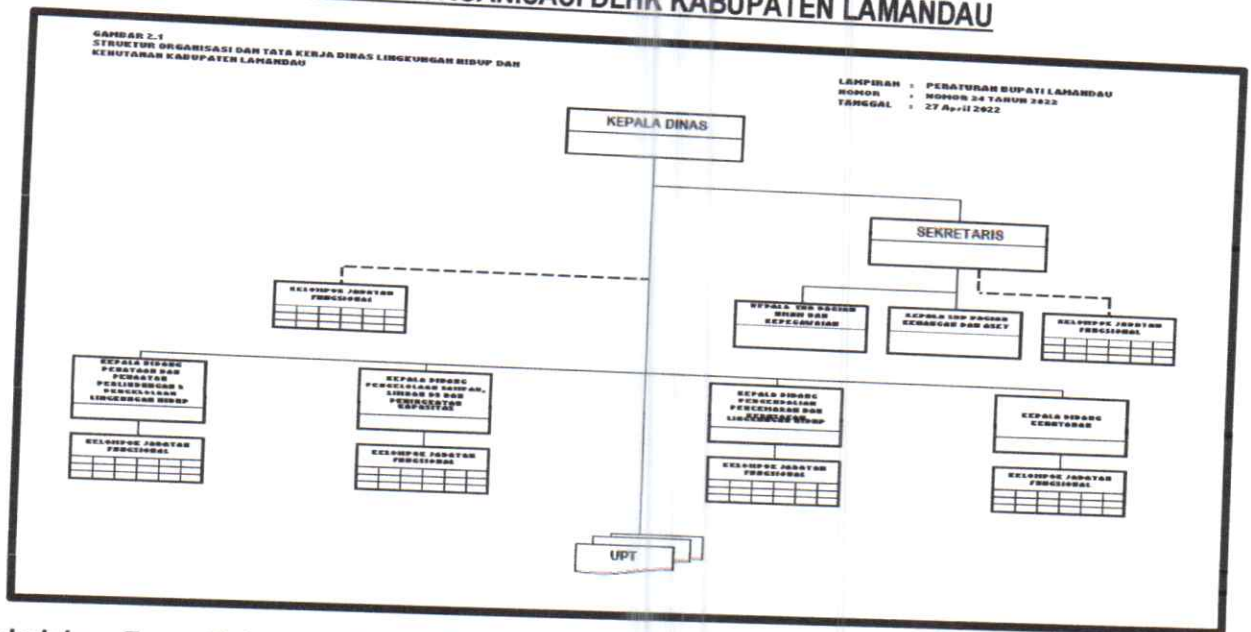 KABUPATEN LAMANDAU
GAMBAR 2.1
STRUKTUR ORGANISASI DAN TATA KERJA DINAS LINGKUNGAN HIDUP DAN
KEHUTANAN KABUPATEN LAMANDAU
LAMPIRAN : PERATURAN BUPATI LAMANDAU
NOMOR : NOMOR 24 TAHUN 2022
TANGGAL : 27 April 2022
KEPALA DINAS
SEKRETARIS
KELOMPOK JABATAN
FUNGSIONAL
KEPALA SUB BAGIAN
UMUM DAN
KEPEGAWAIAN
KEPALA SUB BAGIAN
KEUANGAN DAN ASET
KELOMPOK JABATAN
FUNGSIONAL
KEPALA BIDANG
PENATAAN DAN
PENAATAN
PERLINDUNGAN &
PENGELOLAAN
LINGKUNGAN HIDUP
KEPALA BIDANG
PENGELOLAAN SAMPAH,
LIMBAH B3 DAN
PENINGKATAN
KAPASITAS
KEPALA BIDANG
PENGENDALIAN
PENCEMARAN DAN
KERUSAKAN
LINGKUNGAN HIDUP
KEPALA BIDANG
KEHUTANAN
KELOMPOK JABATAN
FUNGSIONAL
KELOMPOK JABATAN
FUNGSIONAL
KELOMPOK JABATAN
FUNGSIONAL
KELOMPOK JABATAN
FUNGSIONAL
UPT